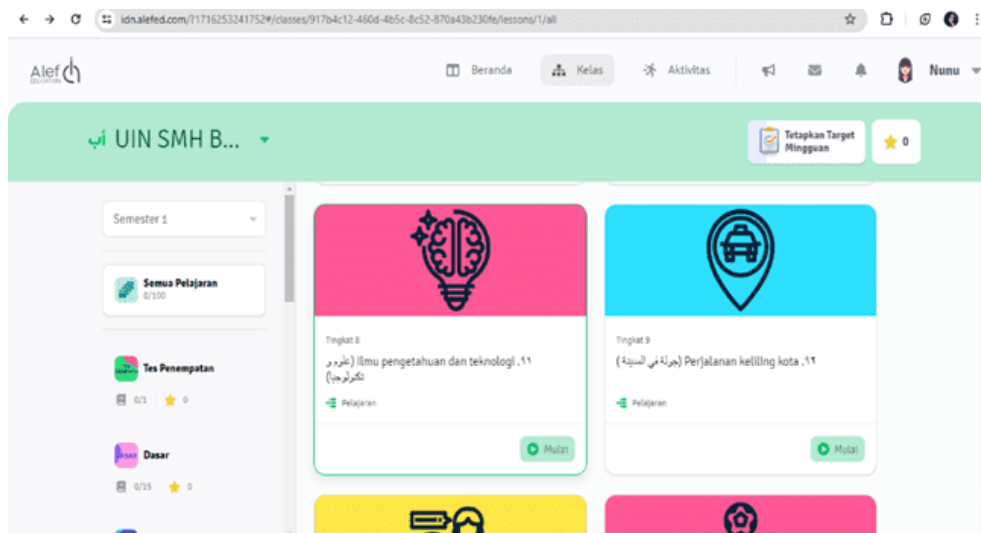 idn.alefed.com/?1716253241752#/classes/917b4c12-460d-4b5c-8c52-870a43b230fe/lessons/1/all
Alef
EDUCATION
Beranda
Kelas
Aktivitas
Nunu
أب UIN SMH B...
Tetapkan Target
Mingguan
0
Semester 1
Semua Pelajaran
0/100
Tes Penempatan
0/1
0
Dasar
0/15
0
Tingkat 8
٩١. Ilmu pengetahuan dan teknologi (علوم و
تكنولوجيا)
Pelajaran
Mulai
Tingkat 9
٩٢. Perjalanan keliling kota (جولة في المدينة)
Pelajaran
Mulai